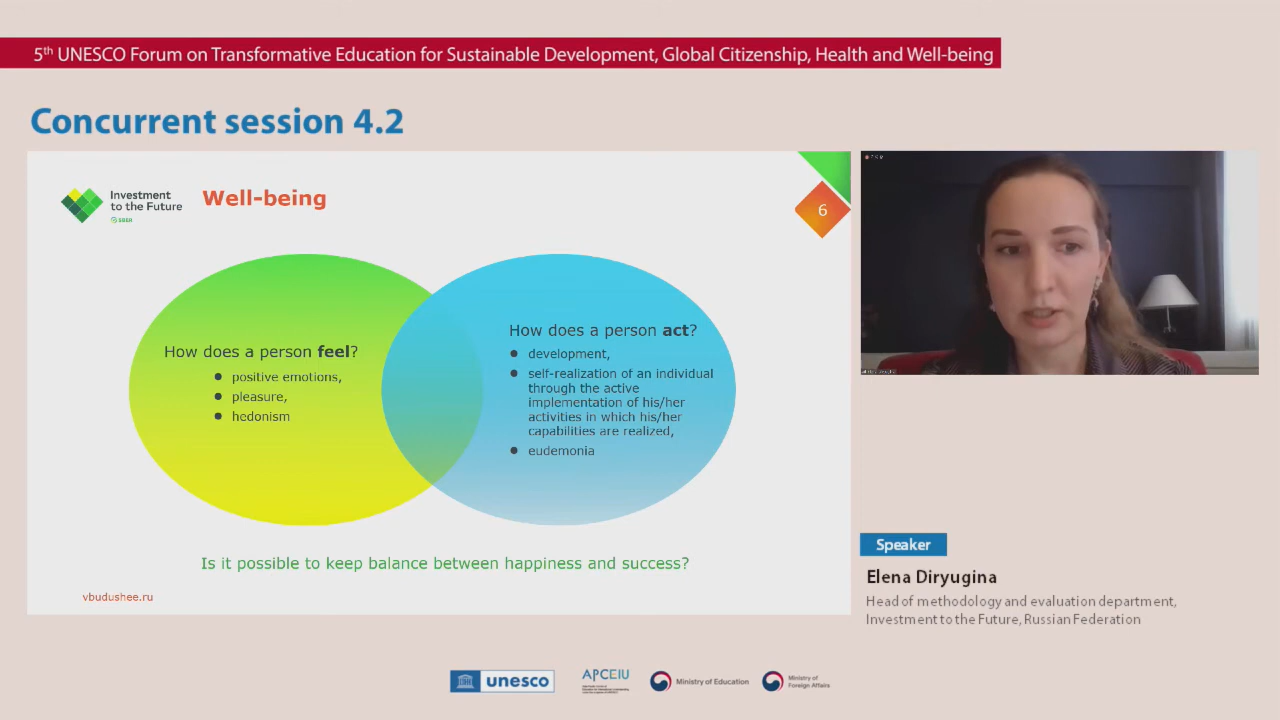 5th UNESCO Forum on Transformative Education for Sustainable Development, Global Citizenship, Health and Well-being
Concurrent session 4.2
Investment
to the Future
SBER
Well-being
6
How does a person feel?
● positive emotions,
● pleasure,
● hedonism
How does a person act?
● development,
● self-realization of an individual
through the active
implementation of his/her
activities in which his/her
capabilities are realized,
● eudemonia
Is it possible to keep balance between happiness and success?
vbudushee.ru
Speaker
Elena Diryugina
Head of methodology and evaluation department,
Investment to the Future, Russian Federation
unesco
APCEIU
Ministry of Education
Ministry of
Foreign Affairs